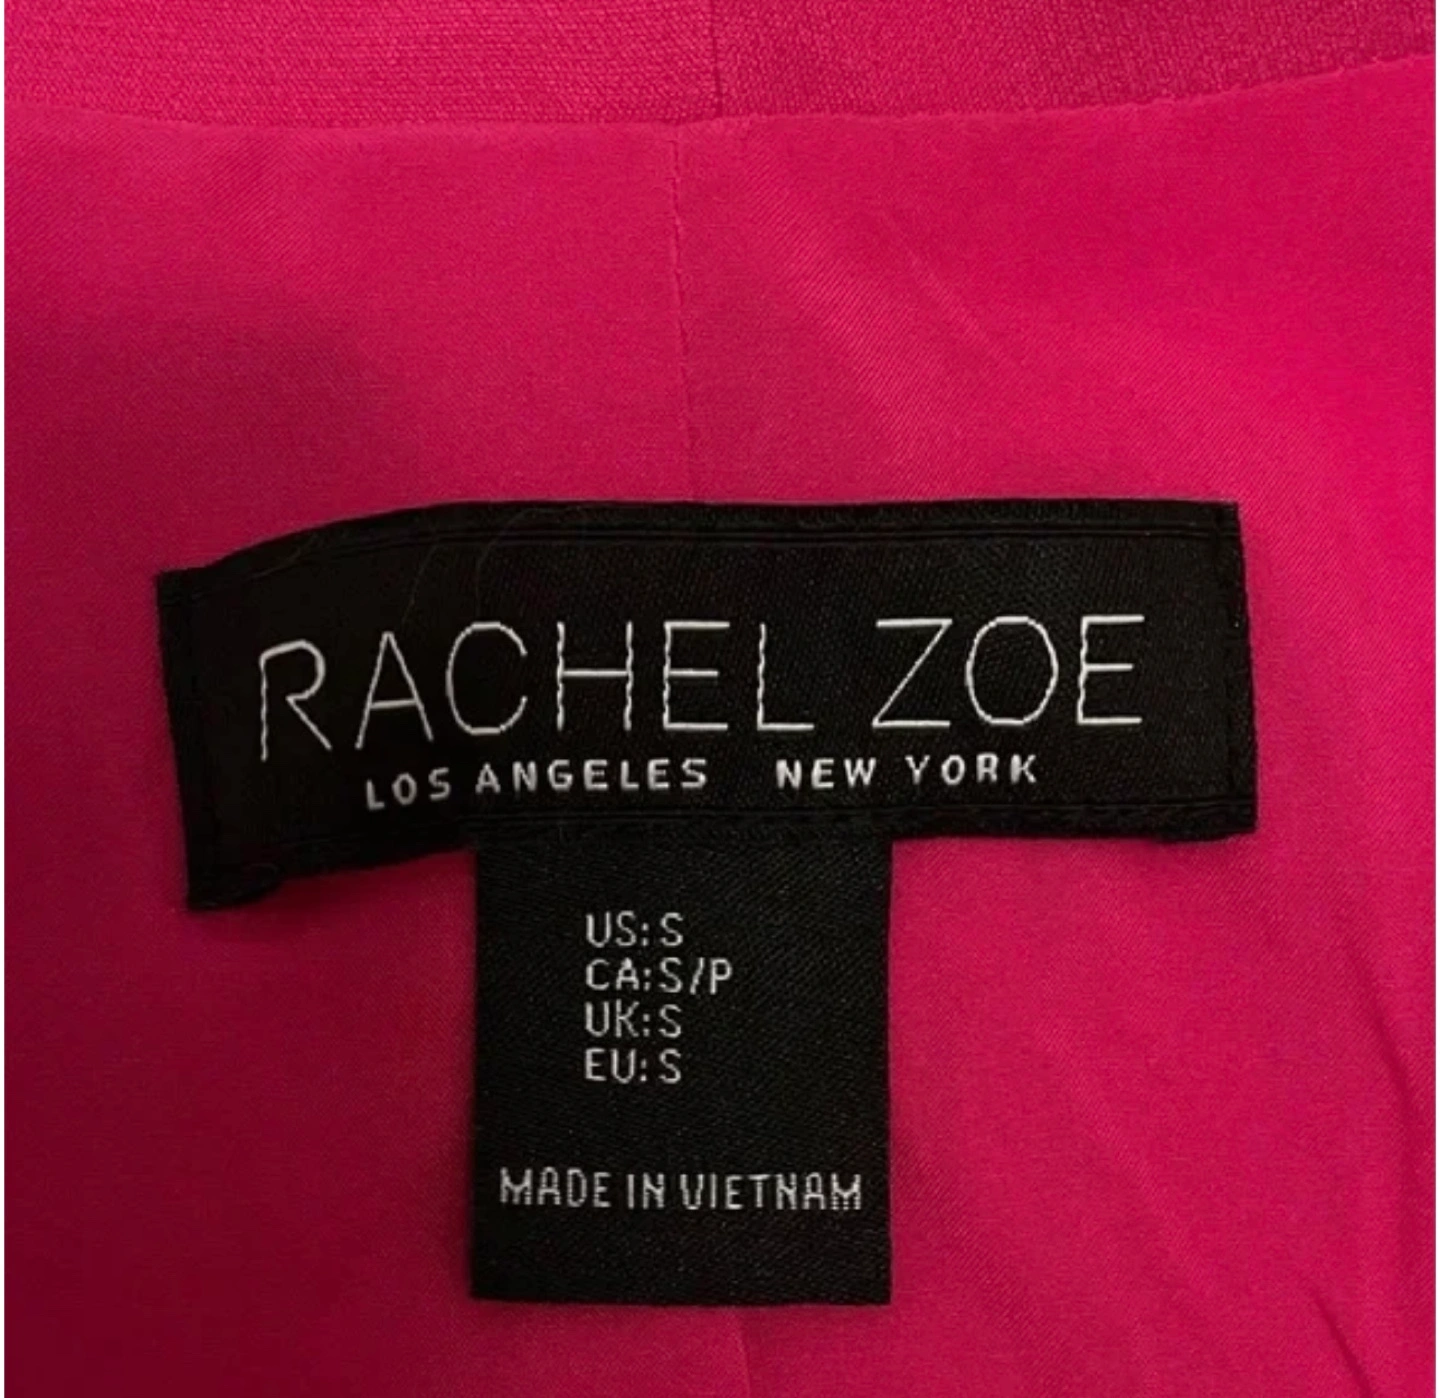 RACHEL ZOE
LOS ANGELES NEW YORK
US: S
CA: S/P
UK: S
EU: S
MADE IN VIETNAM